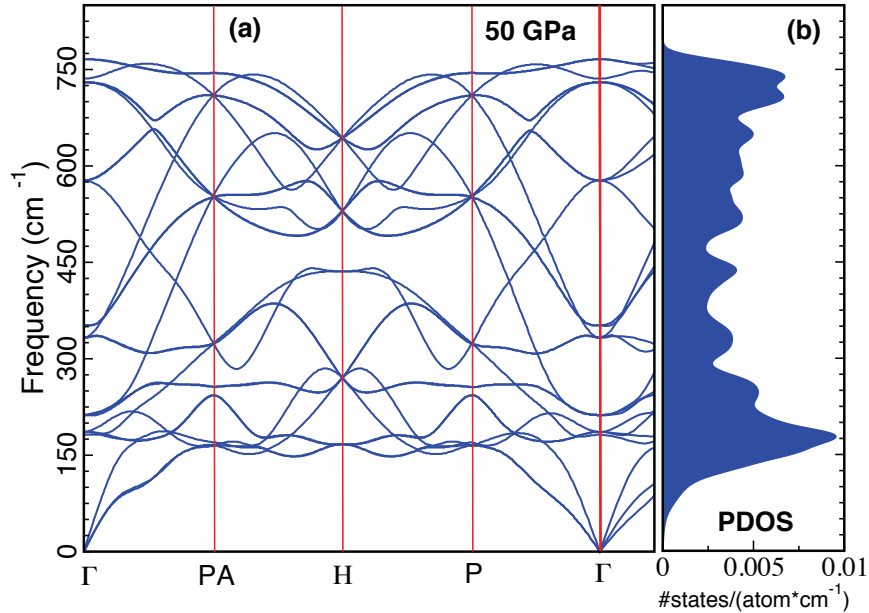 (a)
50 GPa
(b)
Frequency (cm⁻¹)
750
600
450
300
150
0
Γ
PA
H
P
Γ
PDOS
0
0.005
0.01
#states/(atom*cm⁻¹)